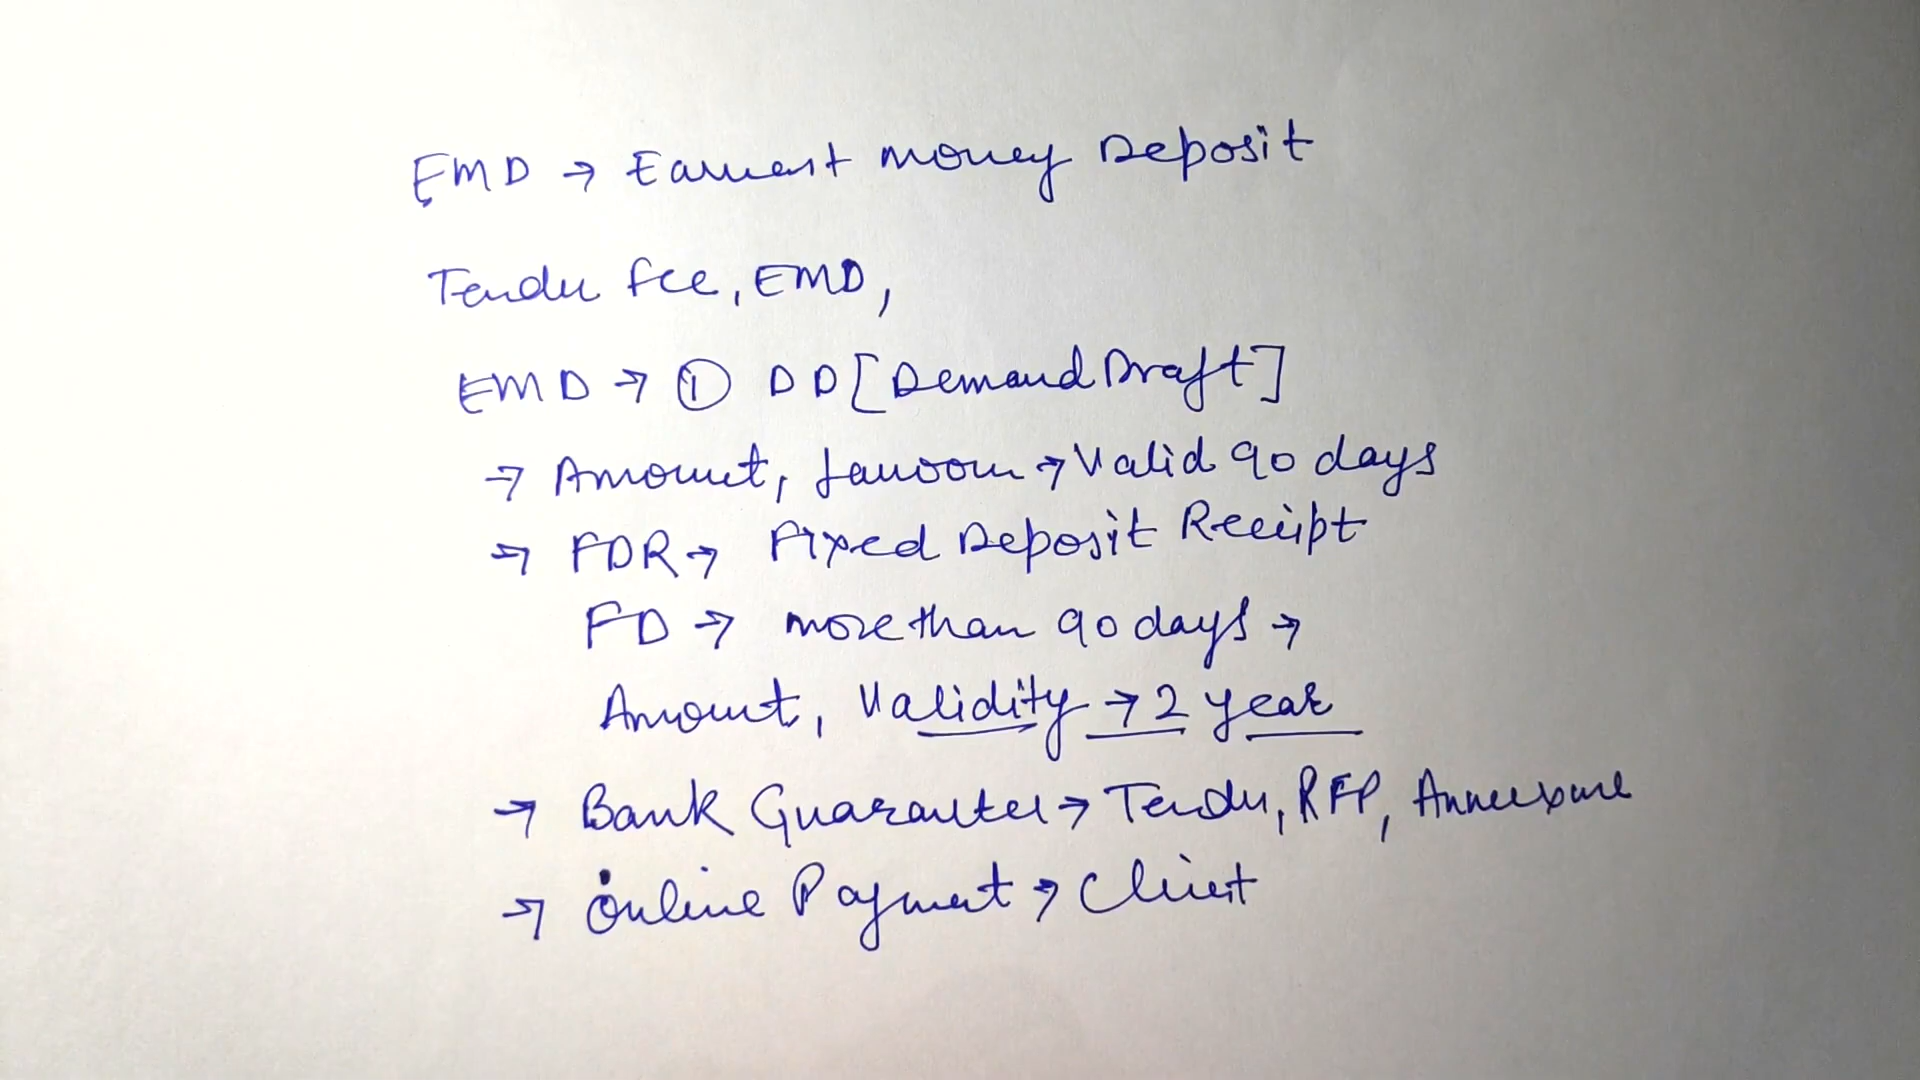 EMD → Earnest money Deposit
Tender fee, EMD,
EMD → ① DD [Demand Draft]
→ Amount, favour → Valid 90 days
→ FDR → Fixed Deposit Receipt
FD → more than 90 days →
Amount, Validity → 2 year
→ Bank Guarantee → Tender, RFP, Annexure
→ Online Payment → Client